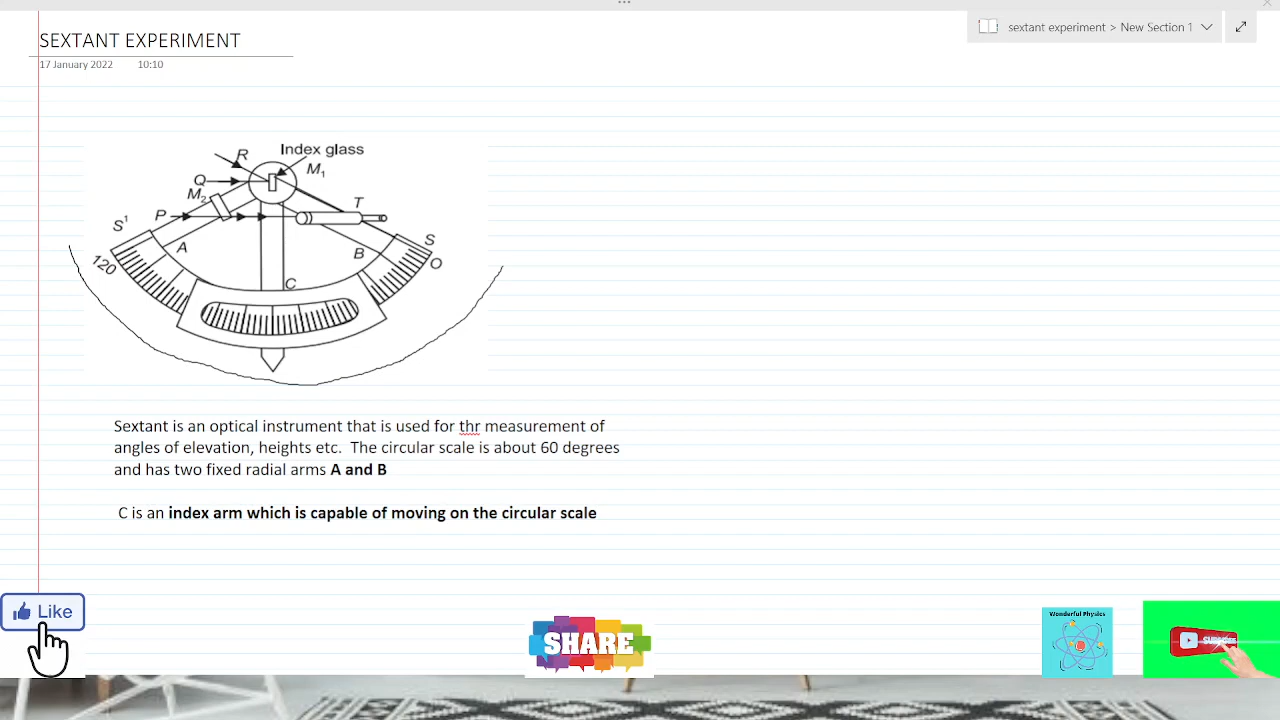 SEXTANT EXPERIMENT
17 January 2022 10:10
sextant experiment > New Section 1
R
Index glass
M1
Q
M2
T
P
S1
S
A
B
O
120
C
Sextant is an optical instrument that is used for thr measurement of
angles of elevation, heights etc. The circular scale is about 60 degrees
and has two fixed radial arms A and B
C is an index arm which is capable of moving on the circular scale
Like
SHARE
Wonderful Physics